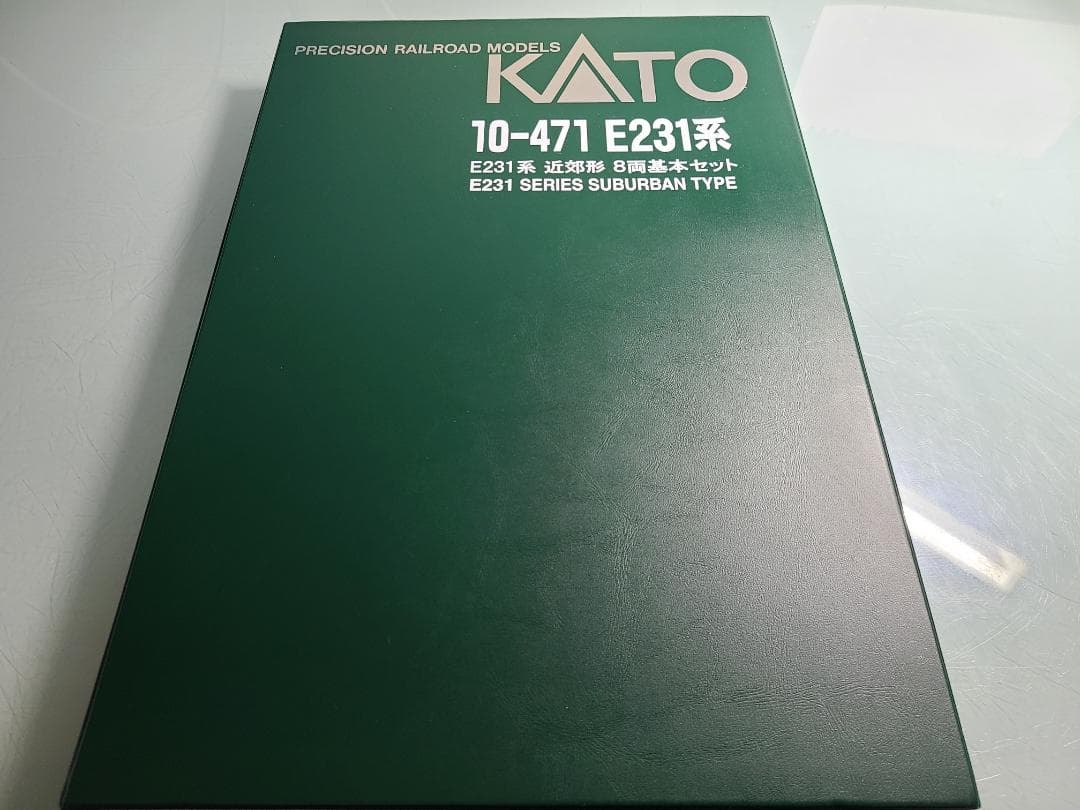 PRECISION RAILROAD MODELS
KATO
10-471 E231系
E231系 近郊形 8両基本セット
E231 SERIES SUBURBAN TYPE